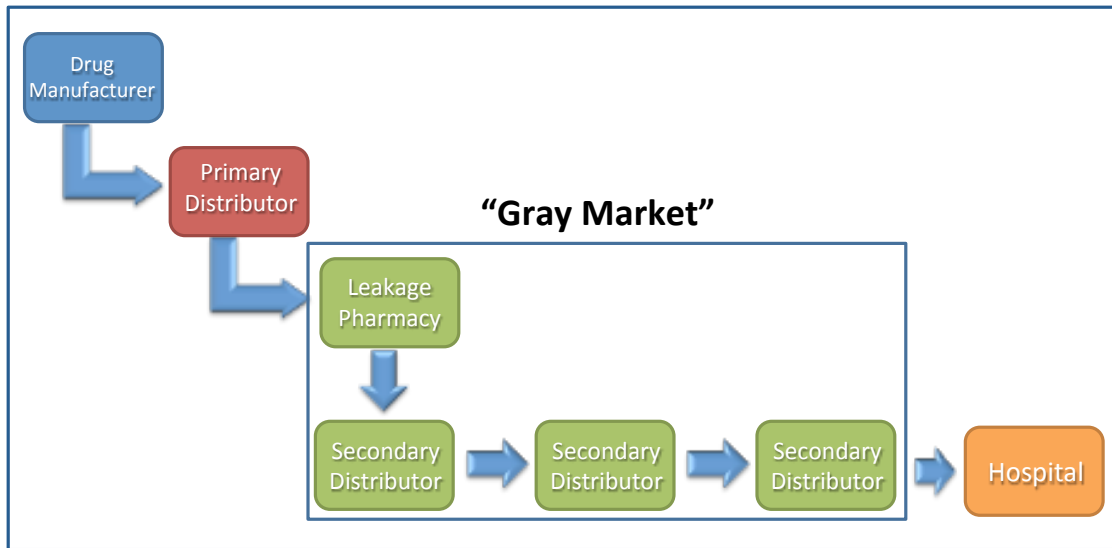 Drug
Manufacturer
Primary
Distributor
“Gray Market”
Leakage
Pharmacy
Secondary
Distributor
Secondary
Distributor
Secondary
Distributor
Hospital